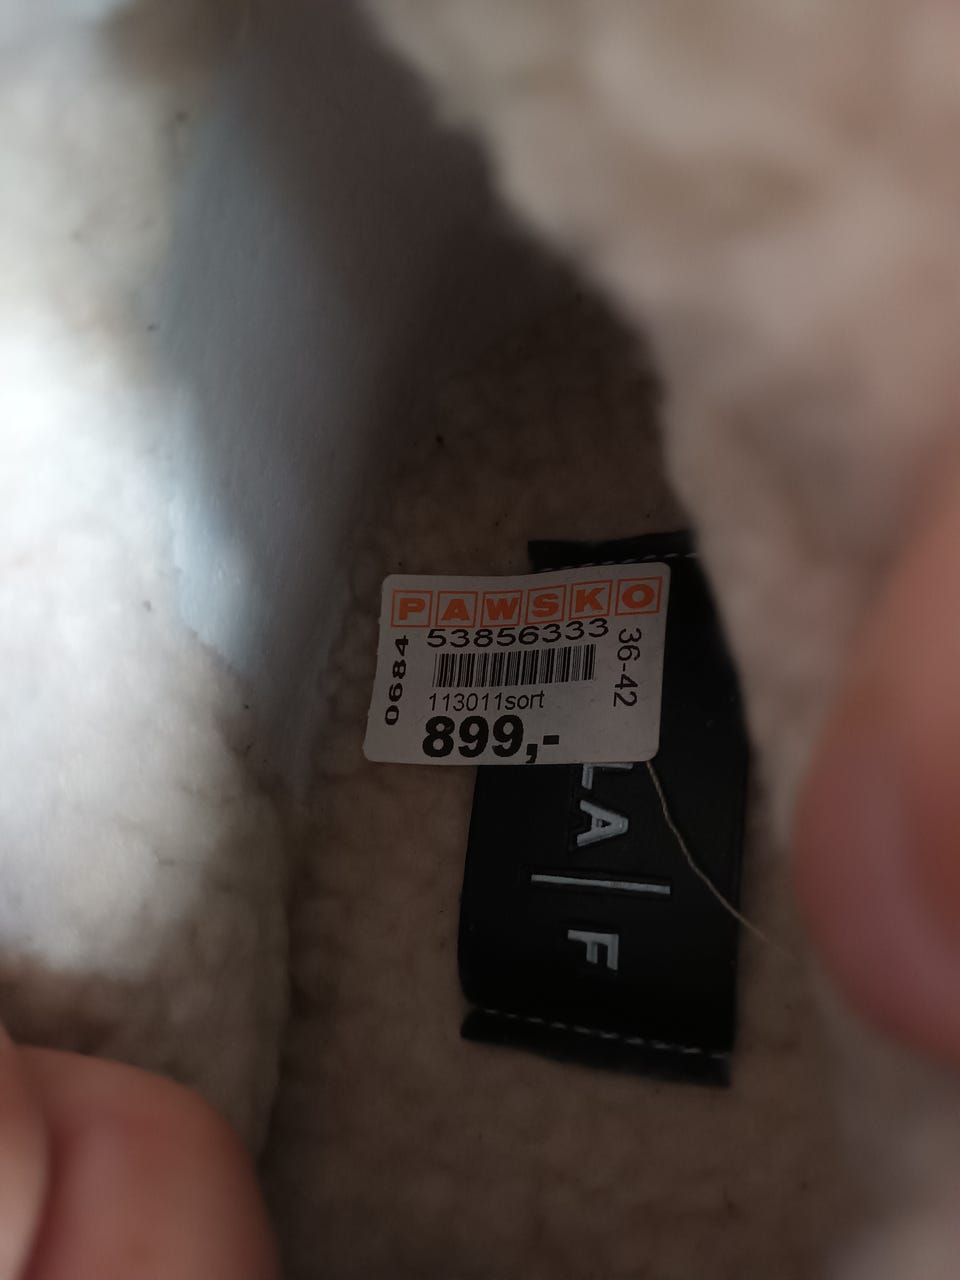 PAWSKO
53856333
0684
36-42
113011sort
899,-
LA | F